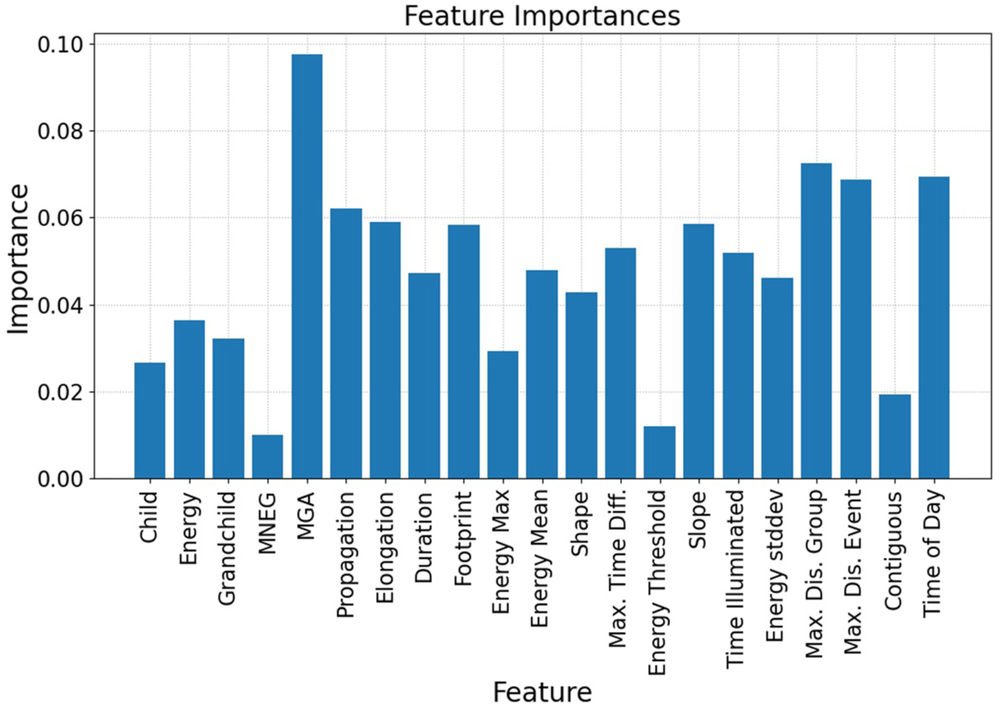 Feature Importances
0.10
0.08
0.06
0.04
0.02
0.00
Importance
Child
Energy
Grandchild
MNEG
MGA
Propagation
Elongation
Duration
Footprint
Energy Max
Energy Mean
Shape
Max. Time Diff.
Energy Threshold
Slope
Time Illuminated
Energy stddev
Max. Dis. Group
Max. Dis. Event
Contiguous
Time of Day
Feature